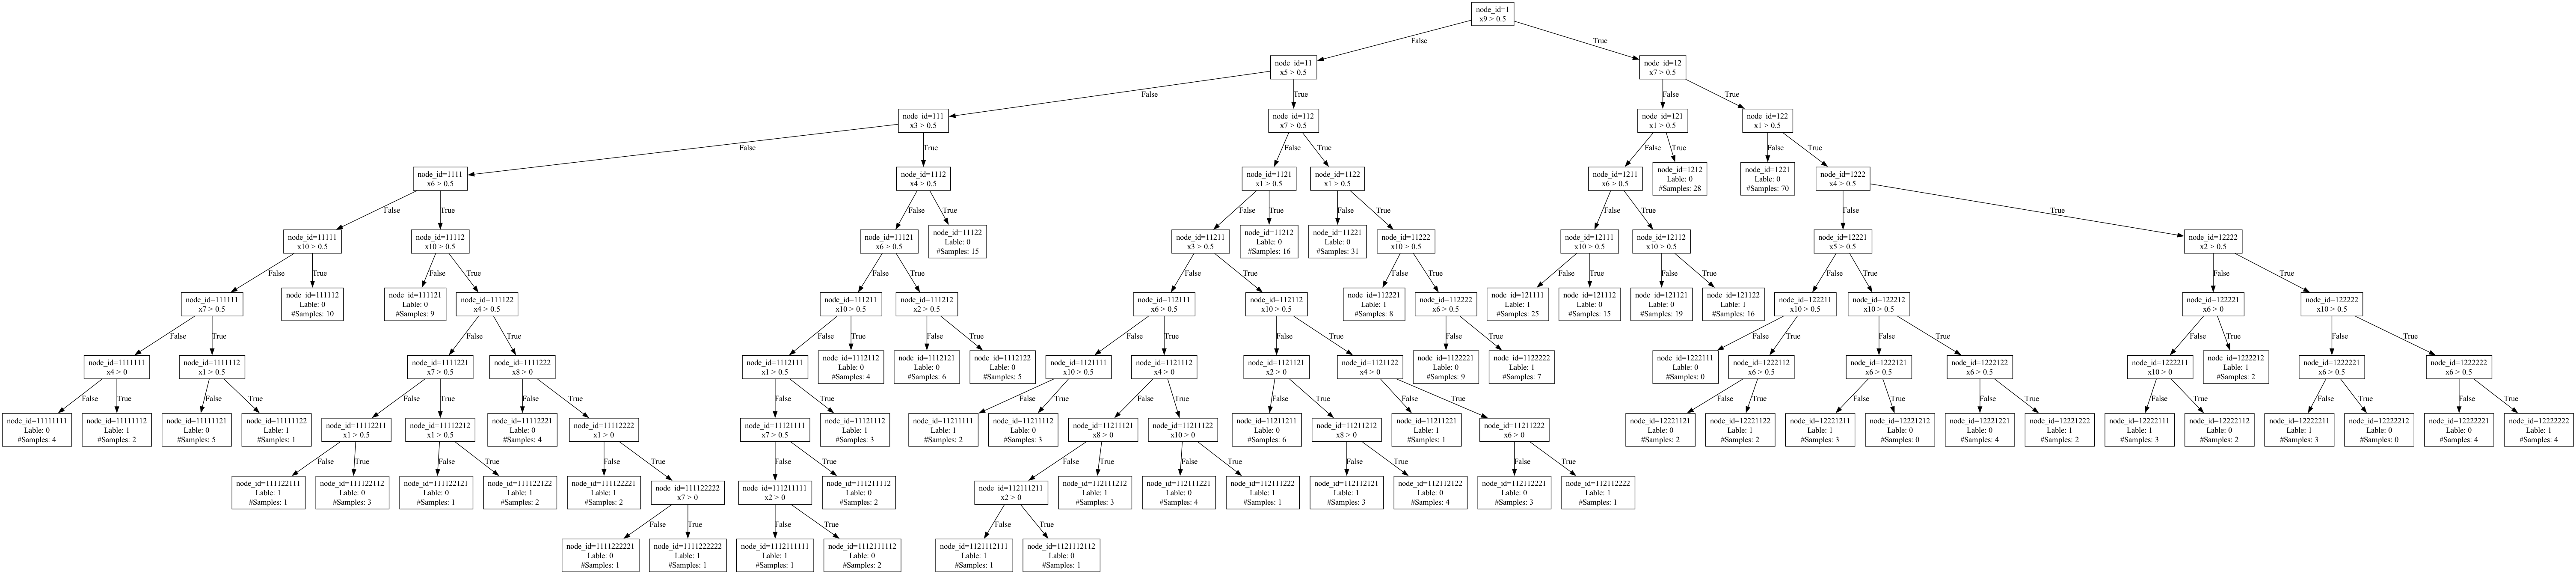 node_id=1
x9 > 0.5
False
True
node_id=11
x5 > 0.5
node_id=12
x7 > 0.5
False
True
False
True
node_id=111
x3 > 0.5
node_id=112
x7 > 0.5
node_id=121
x1 > 0.5
node_id=122
x1 > 0.5
False
True
False
True
False
True
False
True
node_id=1111
x6 > 0.5
node_id=1112
x4 > 0.5
node_id=1121
x1 > 0.5
node_id=1122
x1 > 0.5
node_id=1211
x6 > 0.5
node_id=1212
Lable: 0
#Samples: 28
node_id=1221
Lable: 0
#Samples: 70
node_id=1222
x4 > 0.5
False
True
False
True
False
True
False
True
False
True
False
True
node_id=11111
x10 > 0.5
node_id=11112
x10 > 0.5
node_id=11121
x6 > 0.5
node_id=11122
Lable: 0
#Samples: 15
node_id=11211
x3 > 0.5
node_id=11212
Lable: 0
#Samples: 16
node_id=11221
Lable: 0
#Samples: 31
node_id=11222
x10 > 0.5
node_id=12111
x10 > 0.5
node_id=12112
x10 > 0.5
node_id=12221
x5 > 0.5
node_id=12222
x2 > 0.5
False
True
False
True
False
True
False
True
False
True
False
True
False
True
False
True
False
True
node_id=111111
x7 > 0.5
node_id=111112
Lable: 0
#Samples: 10
node_id=111121
Lable: 0
#Samples: 9
node_id=111122
x4 > 0.5
node_id=111211
x10 > 0.5
node_id=111212
x2 > 0.5
node_id=112111
x6 > 0.5
node_id=112112
x10 > 0.5
node_id=112221
Lable: 1
#Samples: 8
node_id=112222
x6 > 0.5
node_id=121111
Lable: 1
#Samples: 25
node_id=121112
Lable: 0
#Samples: 15
node_id=121121
Lable: 0
#Samples: 19
node_id=121122
Lable: 1
#Samples: 16
node_id=122211
x10 > 0.5
node_id=122212
x10 > 0.5
node_id=122221
x6 > 0
node_id=122222
x10 > 0.5
False
True
False
True
False
True
False
True
False
True
False
True
False
True
False
True
False
True
False
True
False
True
node_id=1111111
x4 > 0
node_id=1111112
x1 > 0.5
node_id=1111221
x7 > 0.5
node_id=1111222
x8 > 0
node_id=1112111
x1 > 0.5
node_id=1112112
Lable: 0
#Samples: 4
node_id=1112121
Lable: 0
#Samples: 6
node_id=1112122
Lable: 0
#Samples: 5
node_id=1121111
x10 > 0.5
node_id=1121112
x4 > 0
node_id=1121121
x2 > 0
node_id=1121122
x4 > 0
node_id=1122221
Lable: 0
#Samples: 9
node_id=1122222
Lable: 1
#Samples: 7
node_id=1222111
Lable: 0
#Samples: 0
node_id=1222112
x6 > 0.5
node_id=1222121
x6 > 0.5
node_id=1222122
x6 > 0.5
node_id=1222211
x10 > 0
node_id=1222212
Lable: 1
#Samples: 2
node_id=1222221
x6 > 0.5
node_id=1222222
x6 > 0.5
False
True
False
True
False
True
False
True
False
True
False
True
False
True
False
True
False
True
False
True
False
True
False
True
False
True
False
True
False
True
node_id=11111111
Lable: 0
#Samples: 4
node_id=11111112
Lable: 1
#Samples: 2
node_id=11111121
Lable: 0
#Samples: 5
node_id=11111122
Lable: 1
#Samples: 1
node_id=11112211
x1 > 0.5
node_id=11112212
x1 > 0.5
node_id=11112221
Lable: 0
#Samples: 4
node_id=11112222
x1 > 0
node_id=11121111
x7 > 0.5
node_id=11121112
Lable: 1
#Samples: 3
node_id=11211111
Lable: 1
#Samples: 2
node_id=11211112
Lable: 0
#Samples: 3
node_id=11211121
x8 > 0
node_id=11211122
x10 > 0
node_id=11211211
Lable: 0
#Samples: 6
node_id=11211212
x8 > 0
node_id=11211221
Lable: 1
#Samples: 1
node_id=11211222
x6 > 0
node_id=12221121
Lable: 0
#Samples: 2
node_id=12221122
Lable: 1
#Samples: 2
node_id=12221211
Lable: 1
#Samples: 3
node_id=12221212
Lable: 0
#Samples: 0
node_id=12221221
Lable: 0
#Samples: 4
node_id=12221222
Lable: 1
#Samples: 2
node_id=12222111
Lable: 1
#Samples: 3
node_id=12222112
Lable: 0
#Samples: 2
node_id=12222211
Lable: 1
#Samples: 3
node_id=12222212
Lable: 0
#Samples: 0
node_id=12222221
Lable: 0
#Samples: 4
node_id=12222222
Lable: 1
#Samples: 4
False
True
False
True
False
True
False
True
False
True
False
True
False
True
False
True
node_id=111122111
Lable: 1
#Samples: 1
node_id=111122112
Lable: 0
#Samples: 3
node_id=111122121
Lable: 0
#Samples: 1
node_id=111122122
Lable: 1
#Samples: 2
node_id=111122221
Lable: 1
#Samples: 2
node_id=111122222
x7 > 0
node_id=111211111
x2 > 0
node_id=111211112
Lable: 0
#Samples: 2
node_id=112111211
x2 > 0
node_id=112111212
Lable: 1
#Samples: 3
node_id=112111221
Lable: 0
#Samples: 4
node_id=112111222
Lable: 1
#Samples: 1
node_id=112112121
Lable: 1
#Samples: 3
node_id=112112122
Lable: 0
#Samples: 4
node_id=112112221
Lable: 0
#Samples: 3
node_id=112112222
Lable: 1
#Samples: 1
False
True
False
True
False
True
node_id=1111222221
Lable: 0
#Samples: 1
node_id=1111222222
Lable: 1
#Samples: 1
node_id=1112111111
Lable: 1
#Samples: 1
node_id=1112111112
Lable: 0
#Samples: 2
node_id=1121112111
Lable: 1
#Samples: 1
node_id=1121112112
Lable: 0
#Samples: 1